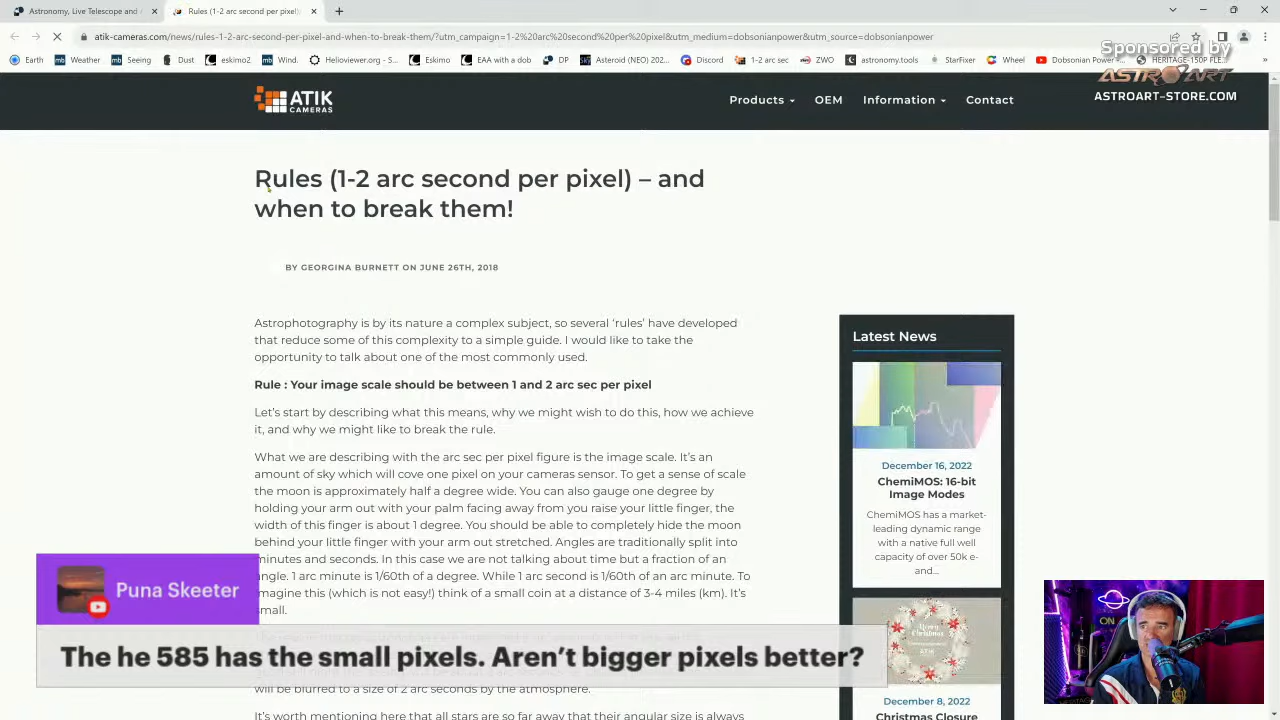 Astronomy, Live Telescope and A
Rules (1-2 arc second per pixel)
atik-cameras.com/news/rules-1-2-arc-second-per-pixel-and-when-to-break-them/?utm_campaign=1-2%20arc%20second%20per%20pixel&utm_medium=dobsonianpower&utm_source=dobsonianpower
Earth
Weather
Seeing
Dust
eskimo2
Wind.
Helioviewer.org - S...
Eskimo
EAA with a dob
DP
Asteroid (NEO) 202...
Discord
1-2 arc sec
ZWO
astronomy.tools
StarFixer
Wheel
Dobsonian Power -...
HERITAGE-150P FLE...
»
Sponsored by
ASTROART
ASTROART-STORE.COM
ATIK
CAMERAS
Products
OEM
Information
Contact
Rules (1-2 arc second per pixel) – and
when to break them!
BY GEORGINA BURNETT ON JUNE 26TH, 2018
Astrophotography is by its nature a complex subject, so several ‘rules’ have developed
that reduce some of this complexity to a simple guide. I would like to take the
opportunity to talk about one of the most commonly used.
Rule : Your image scale should be between 1 and 2 arc sec per pixel
Let’s start by describing what this means, why we might wish to do this, how we achieve
it, and why we might like to break the rule.
What we are describing with the arc sec per pixel figure is the image scale. It’s an
amount of sky which will cove one pixel on your cameras sensor. To get a sense of scale
the moon is approximately half a degree wide. You can also gauge one degree by
holding your arm out with your palm facing away from you raise your little finger, the
width of this finger is about 1 degree. You should be able to completely hide the moon
behind your little finger with your arm out stretched. Angles are traditionally split into
minutes and seconds. In this case we are not talking about time but a fraction of an
angle. 1 arc minute is 1/60th of a degree. While 1 arc second is 1/60th of an arc minute. To
imagine this (which is not easy!) think of a small coin at a distance of 3-4 miles (km). It’s
small.
will be blurred to a size of 2 arc seconds by the atmosphere.
It’s worth mentioning here that all stars are so far away that their angular size is always
Latest News
December 16, 2022
ChemiMOS: 16-bit
Image Modes
ChemiMOS has a market-
leading dynamic range
with a native full well
capacity of over 50k e-
and...
Merry
Christmas
ATIK
December 8, 2022
Christmas Closure
Puna Skeeter
The he 585 has the small pixels. Aren’t bigger pixels better?
ON